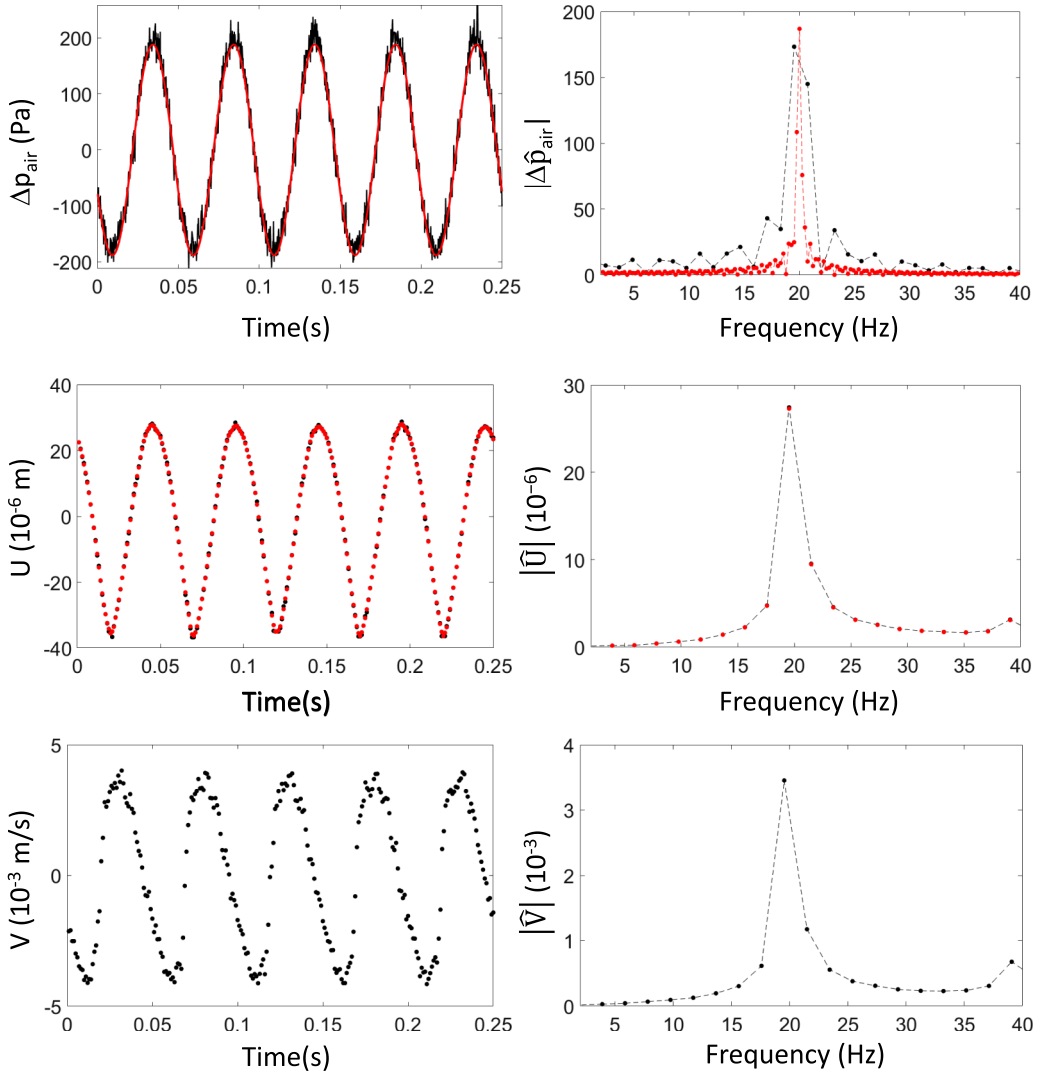 200
100
0
-100
-200
Δp_air (Pa)
0 0.05 0.1 0.15 0.2 0.25
Time(s)
200
150
100
50
0
|Δp̂_air|
5 10 15 20 25 30 35 40
Frequency (Hz)
40
20
0
-20
-40
U (10⁻⁶ m)
0 0.05 0.1 0.15 0.2 0.25
Time(s)
30
20
10
0
|Û| (10⁻⁶)
5 10 15 20 25 30 35 40
Frequency (Hz)
5
0
-5
V (10⁻³ m/s)
0 0.05 0.1 0.15 0.2 0.25
Time(s)
4
3
2
1
0
|V̂| (10⁻³)
5 10 15 20 25 30 35 40
Frequency (Hz)